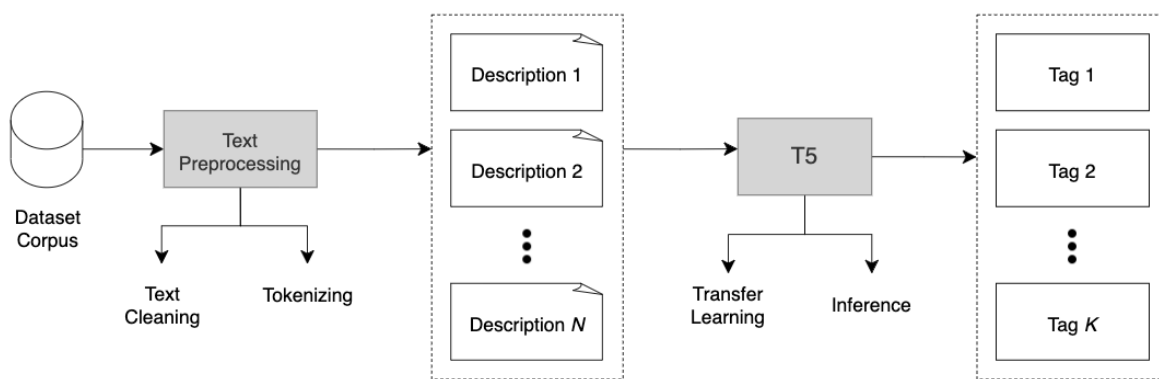 Dataset
Corpus
Text
Preprocessing
Text
Cleaning
Tokenizing
Description 1
Description 2
Description N
T5
Transfer
Learning
Inference
Tag 1
Tag 2
Tag K